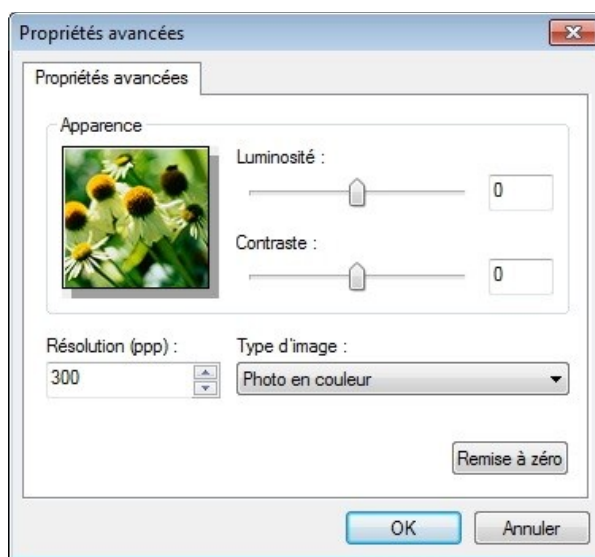 Propriétés avancées
Propriétés avancées
Apparence
Luminosité :
0
Contraste :
0
Résolution (ppp) :
300
Type d'image :
Photo en couleur
Remise à zéro
OK
Annuler